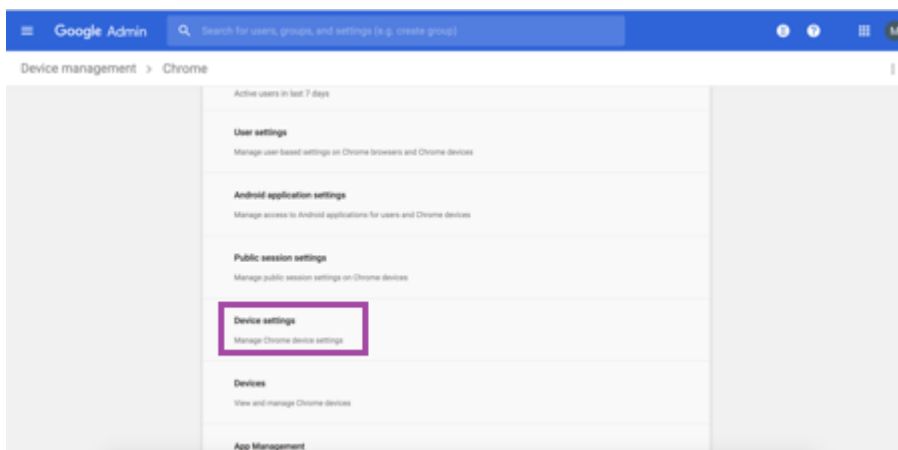 Google Admin
Search for users, groups, and settings (e.g. create group)
Device management > Chrome
Active users in last 7 days
User settings
Manage user-based settings on Chrome browsers and Chrome devices
Android application settings
Manage access to Android applications for users and Chrome devices
Public session settings
Manage public session settings on Chrome devices
Device settings
Manage Chrome device settings
Devices
View and manage Chrome devices
App Management